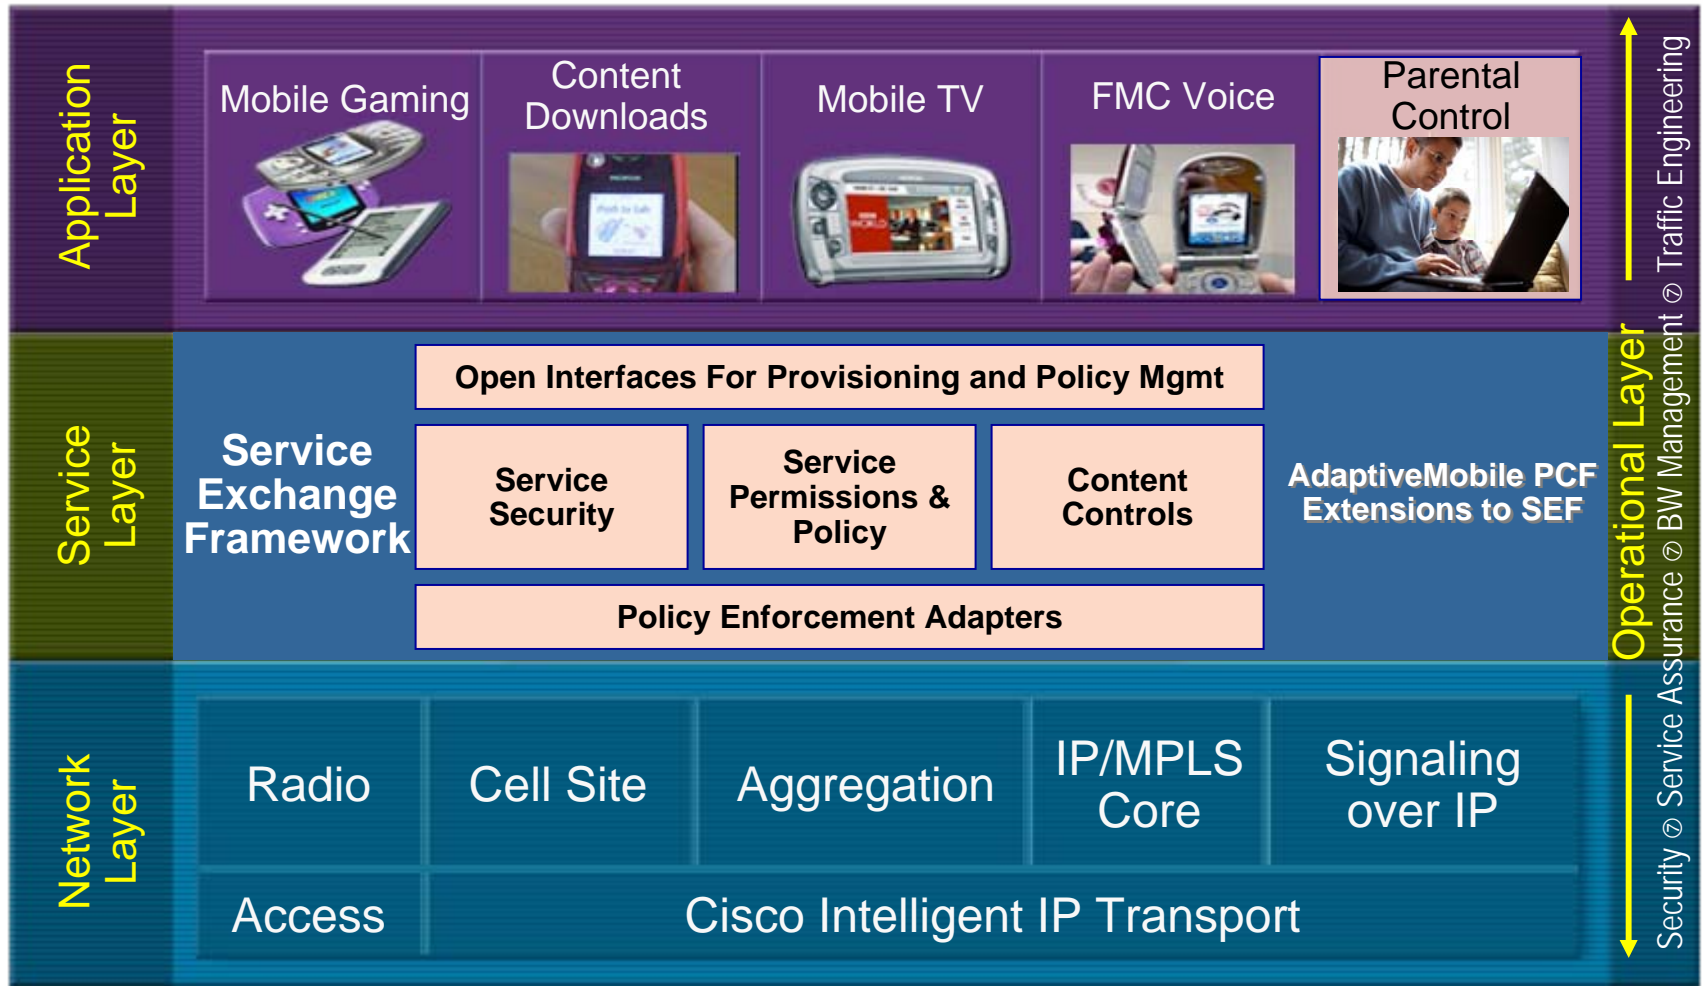 Application
Layer
Mobile Gaming
Content
Downloads
Mobile TV
FMC Voice
Parental
Control
Service
Layer
Service
Exchange
Framework
Open Interfaces For Provisioning and Policy Mgmt
Service
Security
Service
Permissions &
Policy
Content
Controls
Policy Enforcement Adapters
AdaptiveMobile PCF
Extensions to SEF
Network
Layer
Radio
Cell Site
Aggregation
IP/MPLS
Core
Signaling
over IP
Access
Cisco Intelligent IP Transport
Operational Layer
Security ⑦ Service Assurance ⑦ BW Management ⑦ Traffic Engineering